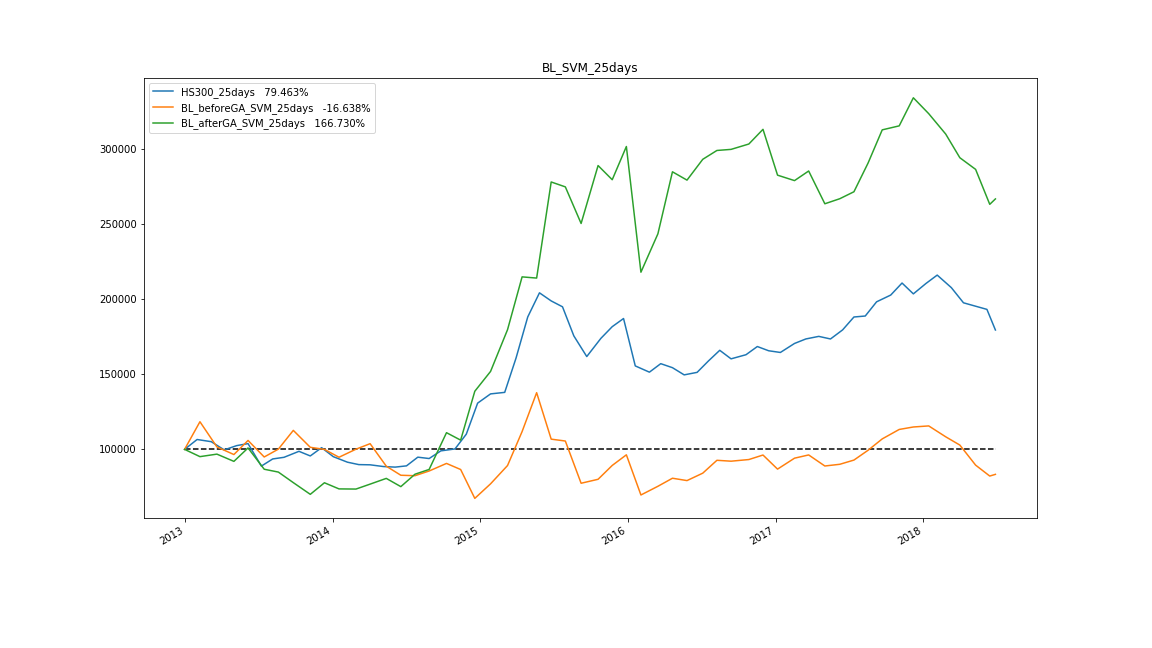 BL_SVM_25days
HS300_25days 79.463%
BL_beforeGA_SVM_25days -16.638%
BL_afterGA_SVM_25days 166.730%
300000
250000
200000
150000
100000
2013
2014
2015
2016
2017
2018